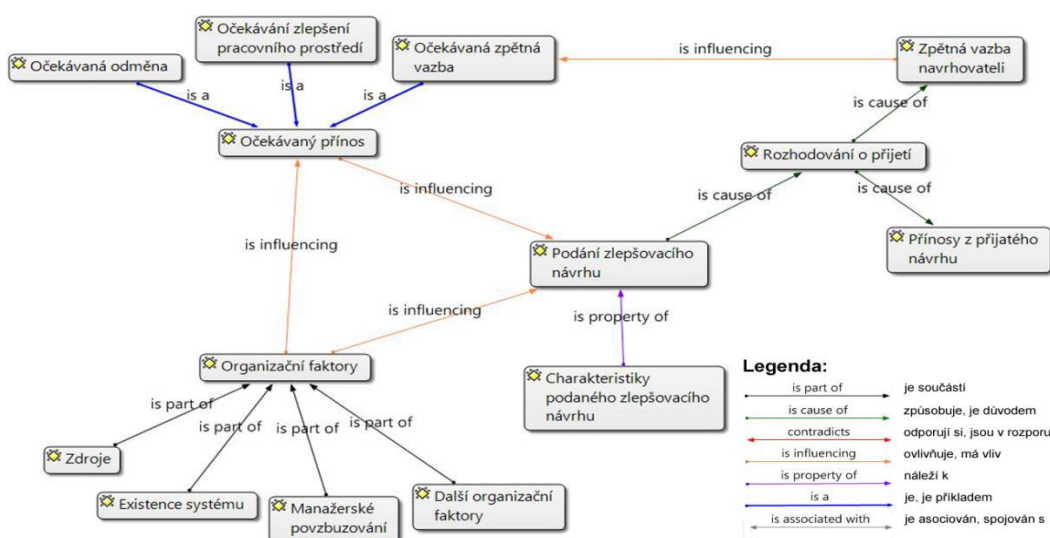 Očekávání zlepšení
pracovního prostředí
Očekávaná odměna
Očekávaná zpětná
vazba
is influencing
Zpětná vazba
navrhovateli
is a
is a
is a
is cause of
Očekávaný přínos
Rozhodování o přijetí
is influencing
is cause of
is cause of
is influencing
Podání zlepšovacího
návrhu
Přínosy z přijatého
návrhu
is influencing
is property of
Organizační faktory
Charakteristiky
podaného zlepšovacího
návrhu
is part of
is part of
is part of
is part of
Zdroje
Existence systému
Manažerské
povzbuzování
Další organizační
faktory
Legenda:
is part of je součástí
is cause of způsobuje, je důvodem
contradicts odporují si, jsou v rozporu
is influencing ovlivňuje, má vliv
is property of náleží k
is a je, je příkladem
is associated with je asociován, spojován s